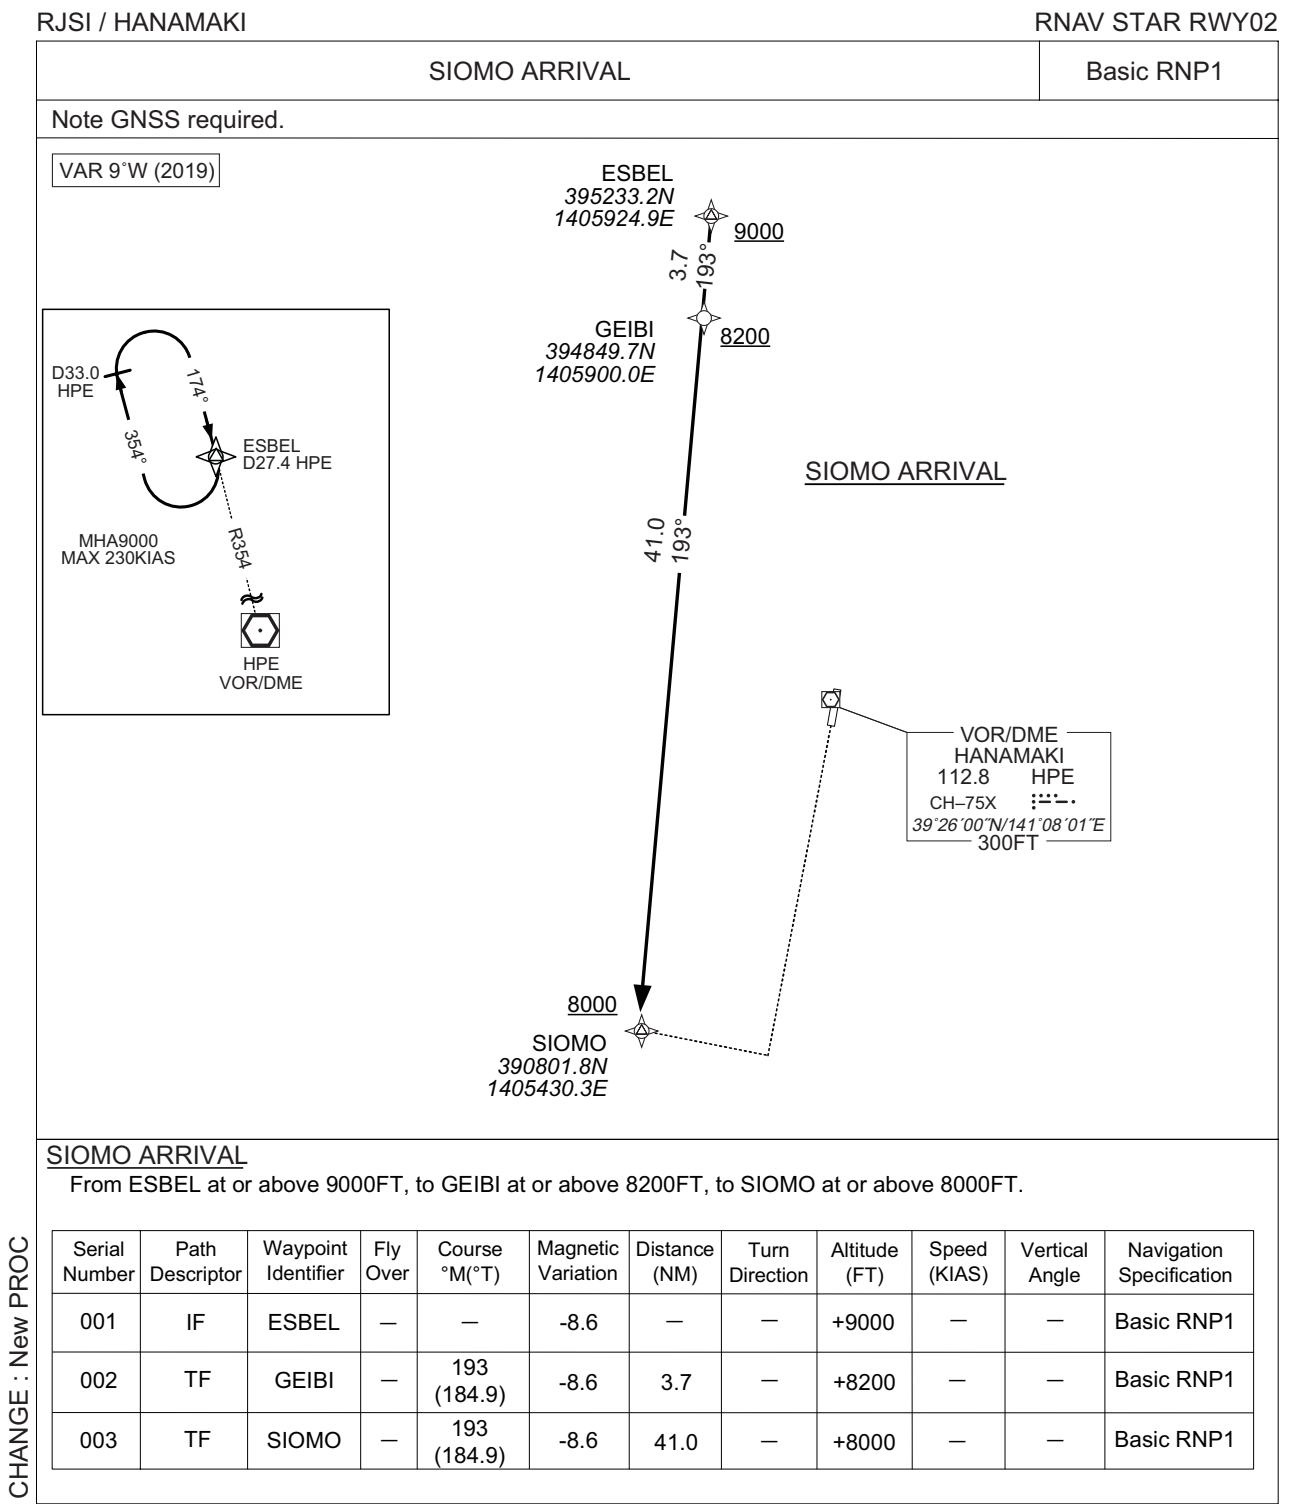 RJSI / HANAMAKI
RNAV STAR RWY02
SIOMO ARRIVAL
Basic RNP1
Note GNSS required.
VAR 9˚W (2019)
ESBEL
395233.2N
1405924.9E
9000
3.7
193°
GEIBI
394849.7N
1405900.0E
8200
D33.0
HPE
174°
354°
ESBEL
D27.4 HPE
MHA9000
MAX 230KIAS
R354
HPE
VOR/DME
SIOMO ARRIVAL
41.0
193°
VOR/DME
HANAMAKI
112.8 HPE
CH–75X
39˚26´00˝N/141˚08´01˝E
300FT
8000
SIOMO
390801.8N
1405430.3E
SIOMO ARRIVAL
From ESBEL at or above 9000FT, to GEIBI at or above 8200FT, to SIOMO at or above 8000FT.
Serial Number | Path Descriptor | Waypoint Identifier | Fly Over | Course °M(°T) | Magnetic Variation | Distance (NM) | Turn Direction | Altitude (FT) | Speed (KIAS) | Vertical Angle | Navigation Specification
001 | IF | ESBEL | – | – | -8.6 | – | – | +9000 | – | – | Basic RNP1
002 | TF | GEIBI | – | 193 (184.9) | -8.6 | 3.7 | – | +8200 | – | – | Basic RNP1
003 | TF | SIOMO | – | 193 (184.9) | -8.6 | 41.0 | – | +8000 | – | – | Basic RNP1
CHANGE : New PROC